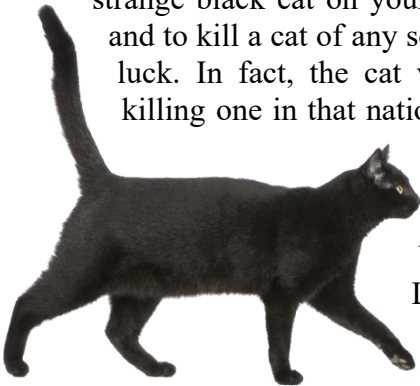 strange black cat on your
and to kill a cat of any
luck. In fact, the cat
killing one in that